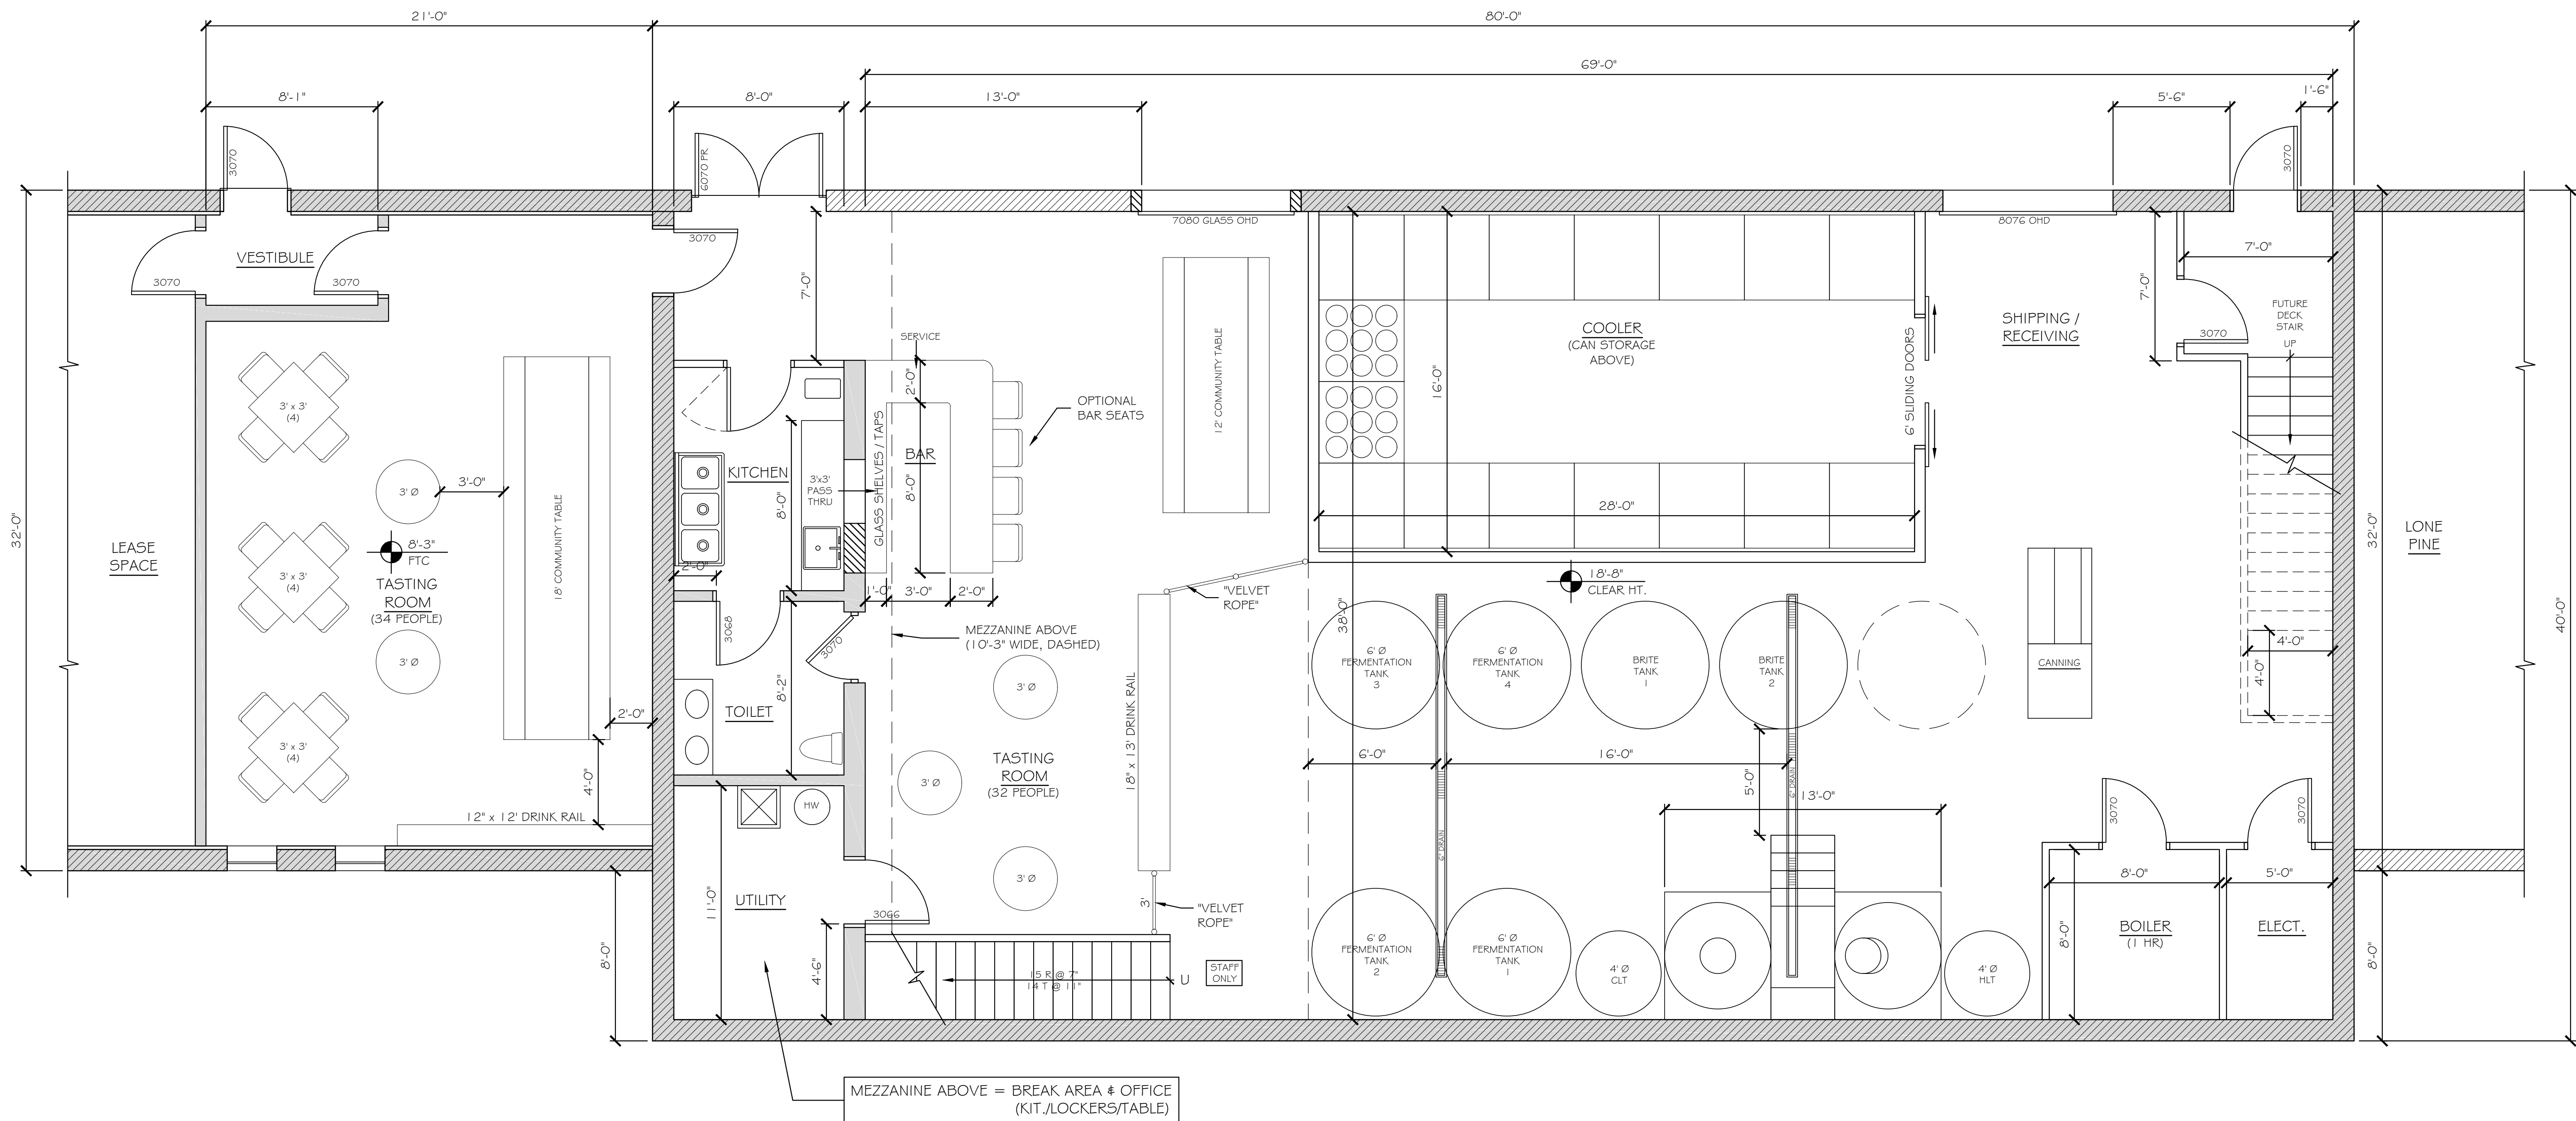 21'-0"
80'-0"
69'-0"
8'-1"
8'-0"
13'-0"
5'-6"
1'-6"
3070
6070 PR
3070
7080 GLASS OHD
8076 OHD
3070
VESTIBULE
3070
3070
7'-0"
7'-0"
7'-0"
FUTURE
DECK
STAIR
UP
3070
SERVICE
12' COMMUNITY TABLE
COOLER
(CAN STORAGE
ABOVE)
6' SLIDING DOORS
SHIPPING /
RECEIVING
16'-0"
28'-0"
3' x 3'
(4)
3' Ø
3'-0"
18' COMMUNITY TABLE
32'-0"
LEASE
SPACE
3' x 3'
(4)
8'-3"
FTC
TASTING
ROOM
(34 PEOPLE)
3' Ø
3' x 3'
(4)
2'-0"
4'-0"
12" x 12' DRINK RAIL
KITCHEN
8'-0"
3'x3'
PASS
THRU
GLASS SHELVES / TAPS
2'-0"
BAR
8'-0"
OPTIONAL
BAR SEATS
2'-0"
1'-0"
3'-0"
2'-0"
"VELVET
ROPE"
3068
3070
MEZZANINE ABOVE
(10'-3" WIDE, DASHED)
8'-2"
TOILET
3' Ø
3' Ø
3' Ø
TASTING
ROOM
(32 PEOPLE)
18" x 13' DRINK RAIL
38'-0"
18'-8"
CLEAR HT.
6' Ø
FERMENTATION
TANK
3
6' Ø
FERMENTATION
TANK
4
BRITE
TANK
1
BRITE
TANK
2
CANNING
4'-0"
4'-0"
LONE
PINE
32'-0"
40'-0"
6'-0"
16'-0"
5'-0"
6' DRAIN
13'-0"
6' DRAIN
HW
UTILITY
11'-0"
3066
4'-6"
8'-0"
3'
"VELVET
ROPE"
15 R @ 7"
14 T @ 11"
U
STAFF
ONLY
6' Ø
FERMENTATION
TANK
2
6' Ø
FERMENTATION
TANK
1
4' Ø
CLT
4' Ø
HLT
3070
3070
8'-0"
5'-0"
8'-0"
BOILER
(1 HR)
ELECT.
8'-0"
MEZZANINE ABOVE = BREAK AREA & OFFICE
(KIT./LOCKERS/TABLE)